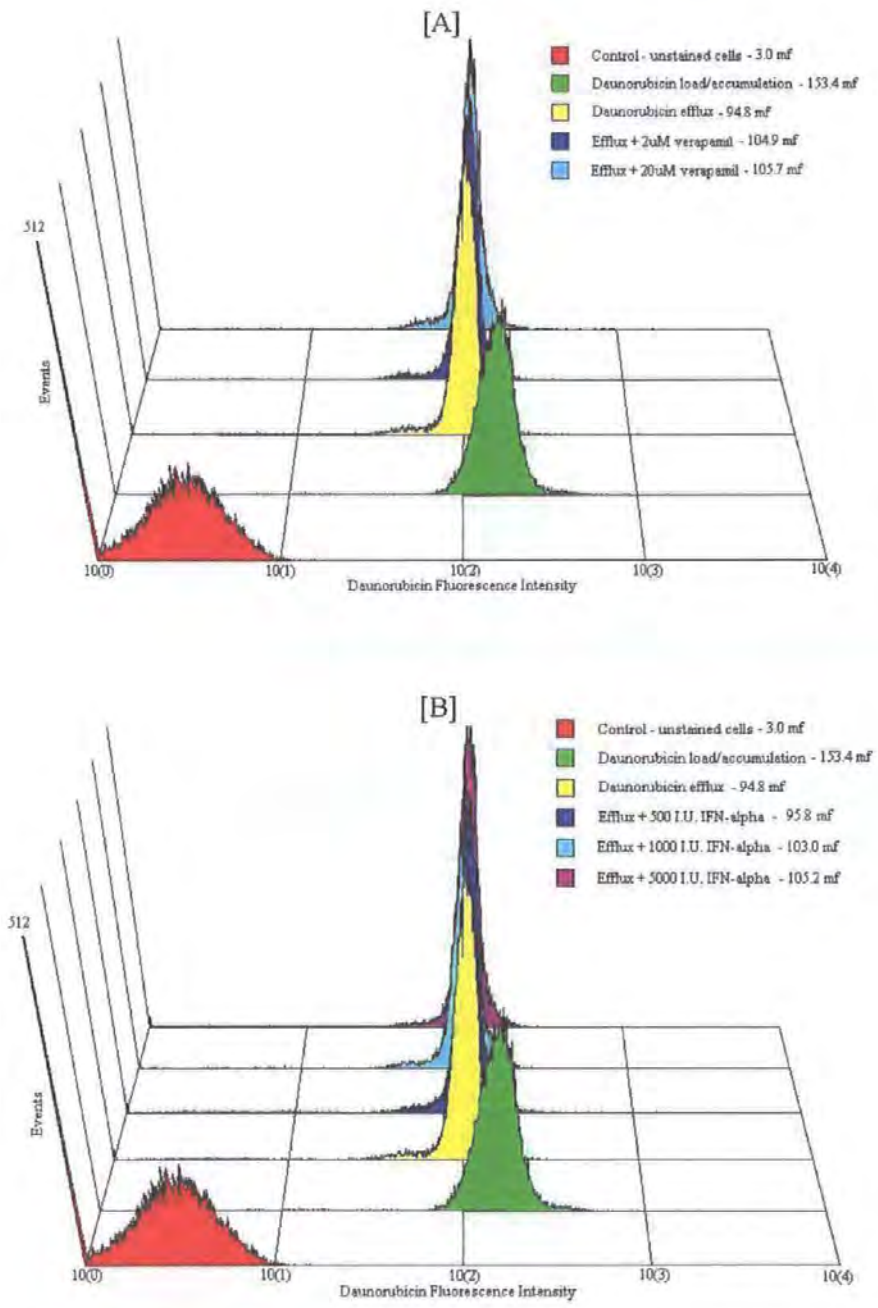 [A]
Control - unstained cells - 3.0 mf
Daunorubicin load/accumulation - 153.4 mf
Daunorubicin efflux - 94.8 mf
Efflux + 2uM verapamil - 104.9 mf
Efflux + 20uM verapamil - 105.7 mf
512
Events
10(0) 10(1) 10(2) 10(3) 10(4)
Daunorubicin Fluorescence Intensity
[B]
Control - unstained cells - 3.0 mf
Daunorubicin load/accumulation - 153.4 mf
Daunorubicin efflux - 94.8 mf
Efflux + 500 I.U. IFN-alpha - 95.8 mf
Efflux + 1000 I.U. IFN-alpha - 103.0 mf
Efflux + 5000 I.U. IFN-alpha - 105.2 mf
512
Events
10(0) 10(1) 10(2) 10(3) 10(4)
Daunorubicin Fluorescence Intensity